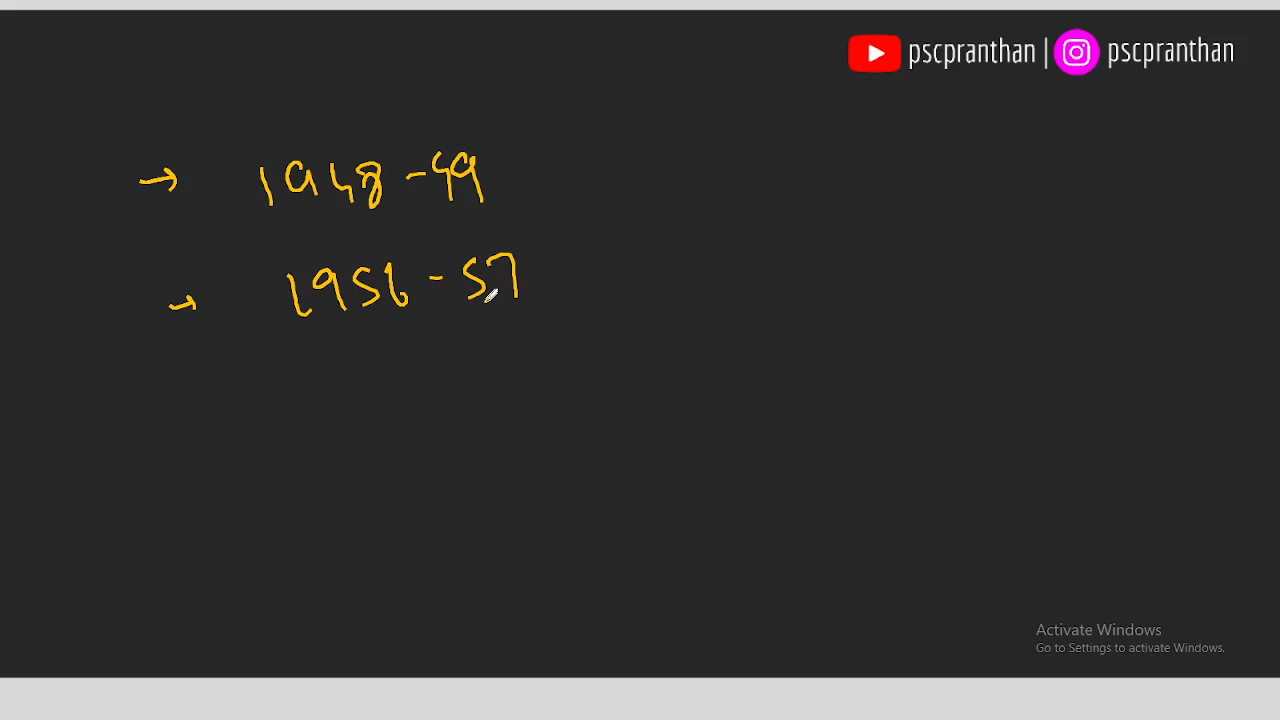 pscpranthan | pscpranthan
→ 1948-49
→ 1956-57
Activate Windows
Go to Settings to activate Windows.